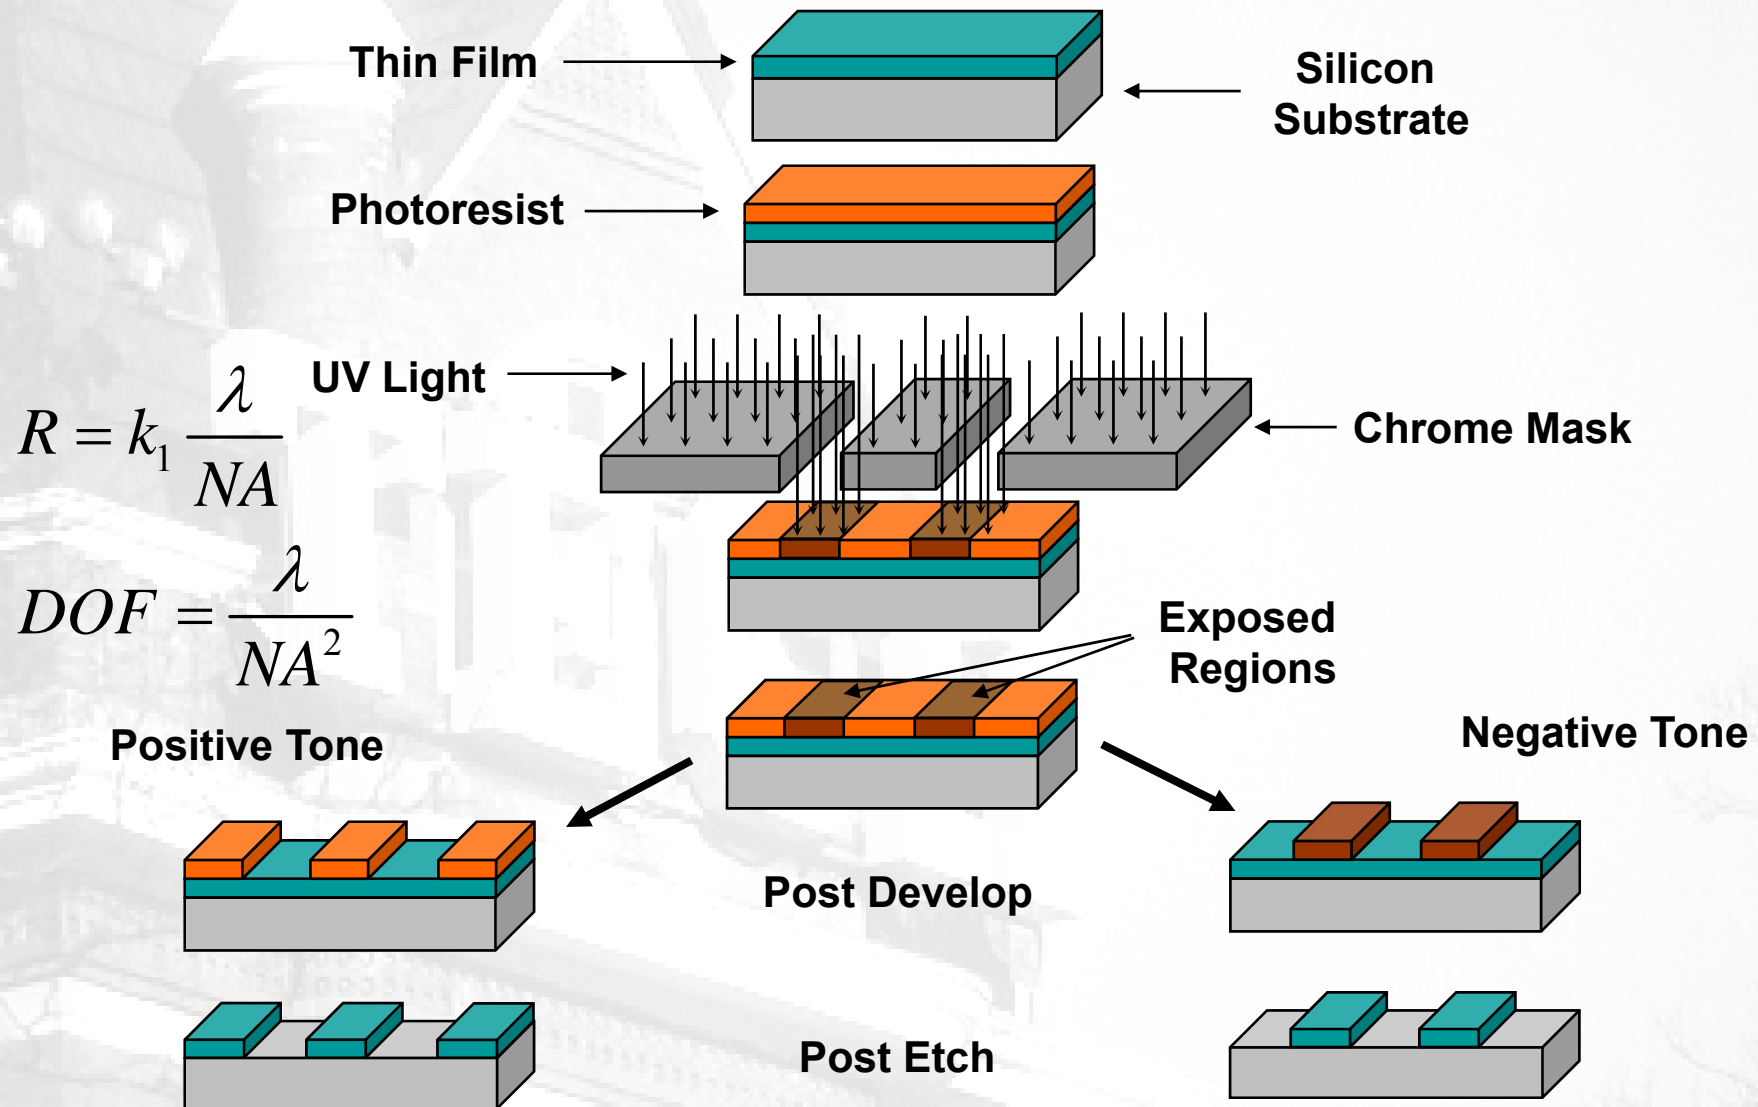 Thin Film
Silicon
Substrate
Photoresist
UV Light
R = k₁ λ/NA
Chrome Mask
DOF = λ/NA²
Exposed
Regions
Positive Tone
Negative Tone
Post Develop
Post Etch